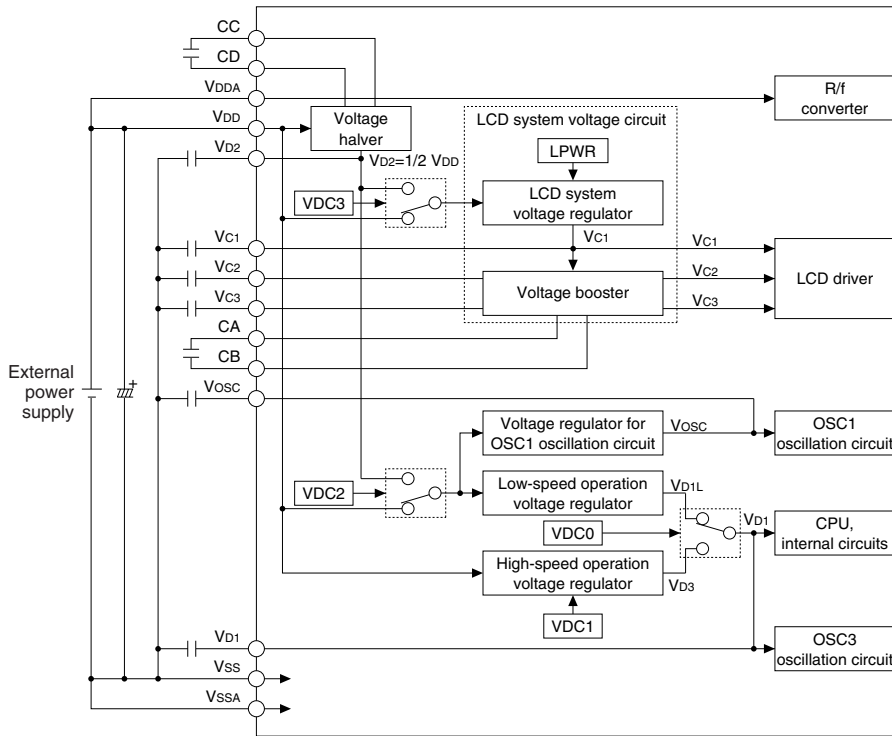 CC
CD
VDDA
VDD
VD2
Voltage
halver
VD2=1/2 VDD
R/f
converter
LCD system voltage circuit
LPWR
LCD system
voltage regulator
VDC3
VC1
VC1
VC1
VC2
VC2
VC3
VC3
Voltage booster
LCD driver
CA
CB
External
power
supply
+
VOSC
Voltage regulator for
OSC1 oscillation circuit
VOSC
OSC1
oscillation circuit
VDC2
Low-speed operation
voltage regulator
VD1L
VDC0
VD1
CPU,
internal circuits
High-speed operation
voltage regulator
VD3
VDC1
VD1
OSC3
oscillation circuit
VSS
VSSA